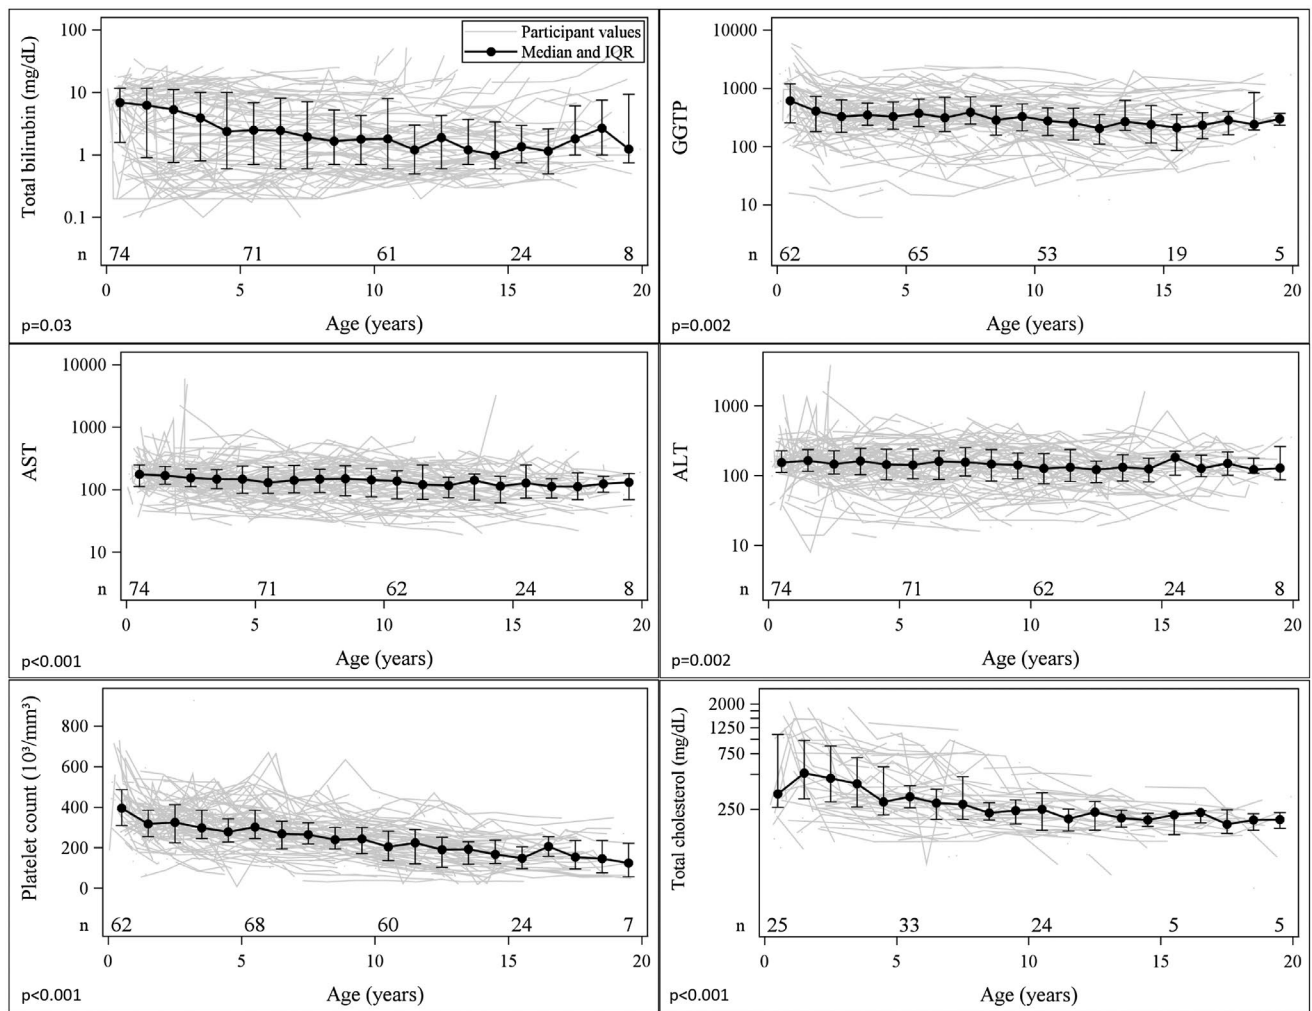 Total bilirubin (mg/dL)
100
10
1
0.1
Participant values
Median and IQR
n 74 71 61 24 8
0 5 10 15 20
Age (years)
p=0.03
GGTP
10000
1000
100
10
n 62 65 53 19 5
0 5 10 15 20
Age (years)
p=0.002
AST
10000
1000
100
10
n 74 71 62 24 8
0 5 10 15 20
Age (years)
p<0.001
ALT
1000
100
10
n 74 71 62 24 8
0 5 10 15 20
Age (years)
p=0.002
Platelet count (10³/mm³)
800
600
400
200
0
n 62 68 60 24 7
0 5 10 15 20
Age (years)
p<0.001
Total cholesterol (mg/dL)
2000
1250
750
250
n 25 33 24 5 5
0 5 10 15 20
Age (years)
p<0.001